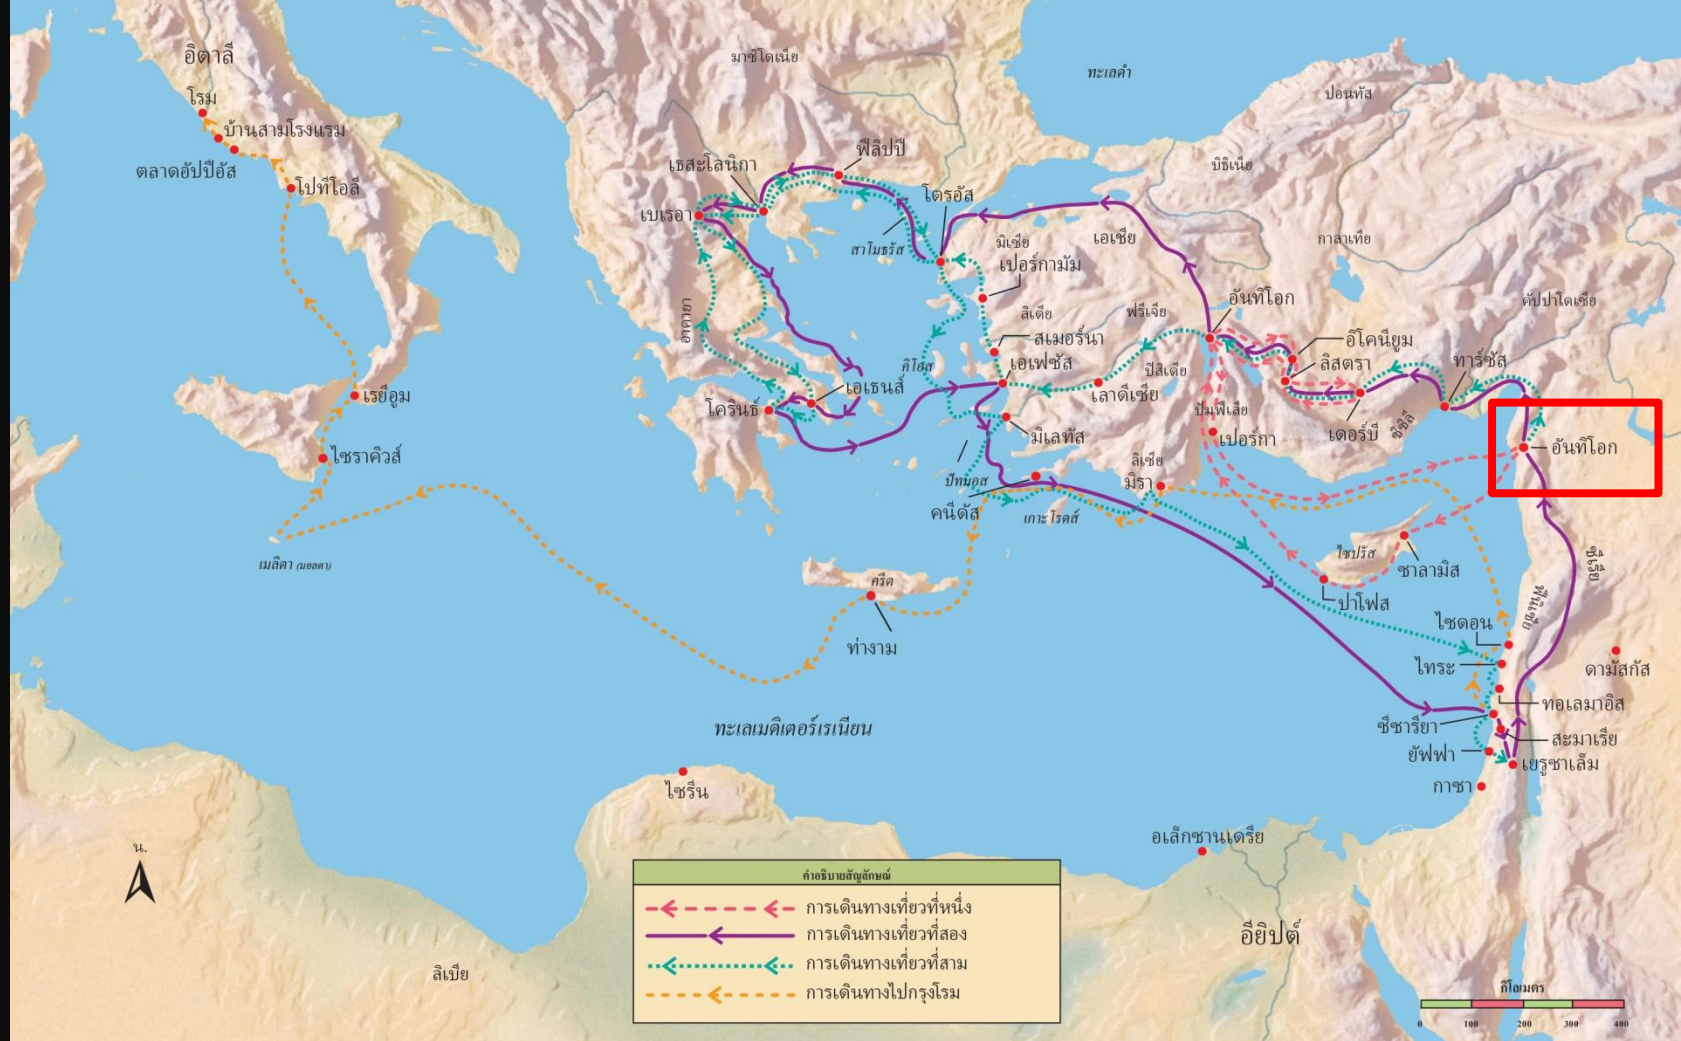 อิตาลี
โรม
บ้านสามโรงแรม
ตลาดอัปปีอัส
โปทีโอลี
มาซิโดเนีย
ทะเลดำ
ปอนทัส
บิธิเนีย
ฟีลิปปี
เธสะโลนิกา
เบเรอา
โตรอัส
สาโมธรัส
มิเซีย
เอเชีย
กาลาเทีย
เปอร์กามัม
อันทิโอก
คัปปาโดเซีย
ลิเดีย
ฟรีเจีย
อาคายา
สเมอร์นา
อิโคนียูม
เอเฟซัส
คิโอส
ปิสิเดีย
ลิสตรา
ทาร์ซัส
เรยีอูม
เอเธนส์
โครินธ์
เลาดีเซีย
ปัมฟีเลีย
มิเลทัส
เปอร์กา
เดอร์บี
ซิซิลี
อันทิโอก
ไซราคิวส์
ปัทมอส
ลิเซีย
มิรา
คนีดัส
เกาะโรดส์
เมลิตา (มอลตา)
ครีต
ท่างาม
ไซปรัส
ซาลามิส
ปาโฟส
ซีเรีย
ฟีนิเซีย
ไซดอน
ไทระ
ดามัสกัส
ทอเลมาอิส
ทะเลเมดิเตอร์เรเนียน
ซีซารียา
สะมาเรีย
ยัฟฟา
เยรูซาเล็ม
กาซา
ไซรีน
อเล็กซานเดรีย
น.
อียิปต์
ลิเบีย
คำอธิบายสัญลักษณ์
การเดินทางเที่ยวที่หนึ่ง
การเดินทางเที่ยวที่สอง
การเดินทางเที่ยวที่สาม
การเดินทางไปกรุงโรม
กิโลเมตร
0 100 200 300 400